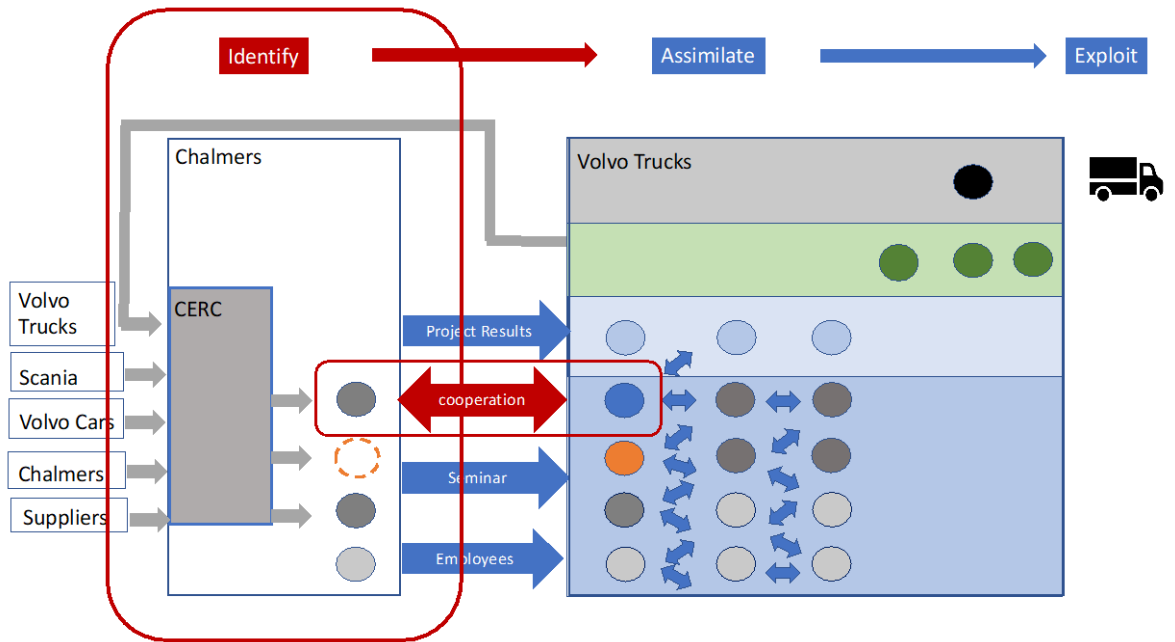 Identify
Assimilate
Exploit
Chalmers
Volvo Trucks
Volvo
Trucks
CERC
Project Results
Scania
cooperation
Volvo Cars
Chalmers
Seminar
Suppliers
Employees